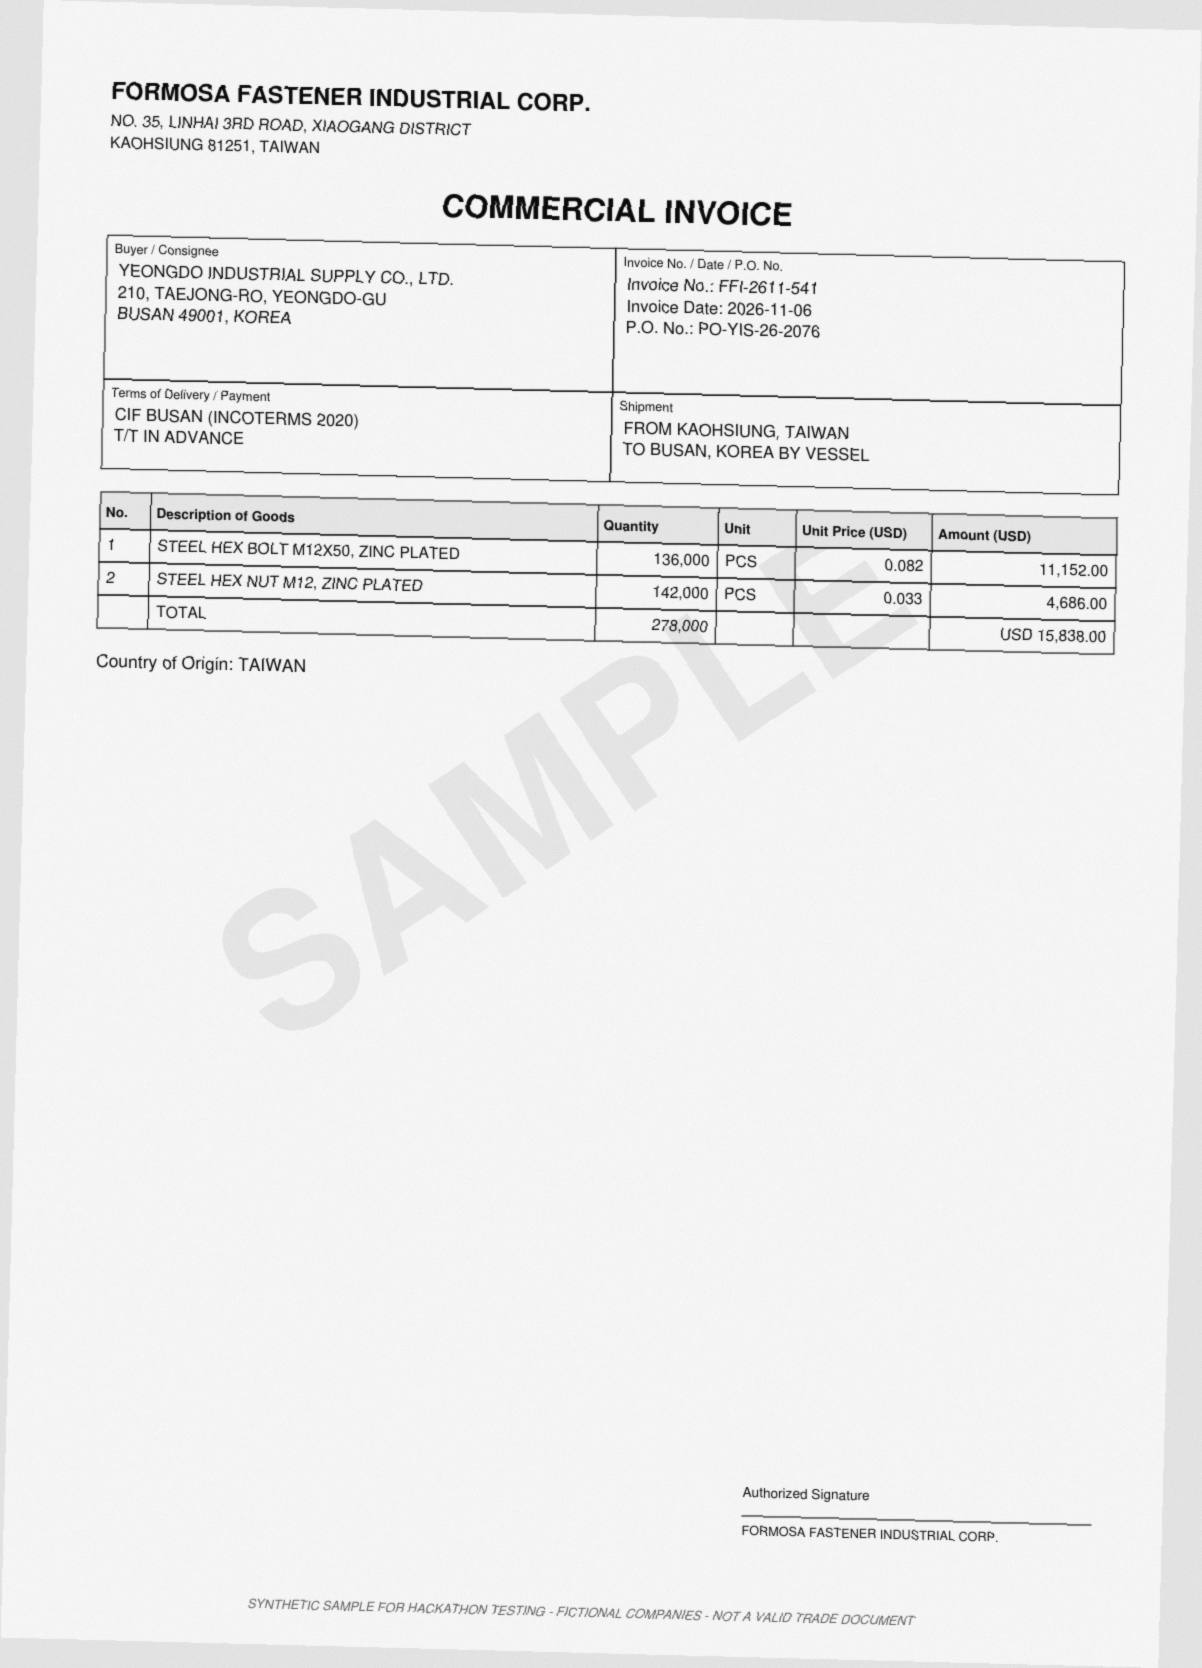 FORMOSA FASTENER INDUSTRIAL CORP.
NO. 35, LINHAI 3RD ROAD, XIAOGANG DISTRICT
KAOHSIUNG 81251, TAIWAN
COMMERCIAL INVOICE
Buyer / Consignee
YEONGDO INDUSTRIAL SUPPLY CO., LTD.
210, TAEJONG-RO, YEONGDO-GU
BUSAN 49001, KOREA
Invoice No. / Date / P.O. No.
Invoice No.: FFI-2611-541
Invoice Date: 2026-11-06
P.O. No.: PO-YIS-26-2076
Terms of Delivery / Payment
CIF BUSAN (INCOTERMS 2020)
T/T IN ADVANCE
Shipment
FROM KAOHSIUNG, TAIWAN
TO BUSAN, KOREA BY VESSEL
No. Description of Goods Quantity Unit Unit Price (USD) Amount (USD)
1 STEEL HEX BOLT M12X50, ZINC PLATED 136,000 PCS 0.082 11,152.00
2 STEEL HEX NUT M12, ZINC PLATED 142,000 PCS 0.033 4,686.00
TOTAL 278,000 USD 15,838.00
Country of Origin: TAIWAN
SAMPLE
Authorized Signature
FORMOSA FASTENER INDUSTRIAL CORP.
SYNTHETIC SAMPLE FOR HACKATHON TESTING - FICTIONAL COMPANIES - NOT A VALID TRADE DOCUMENT